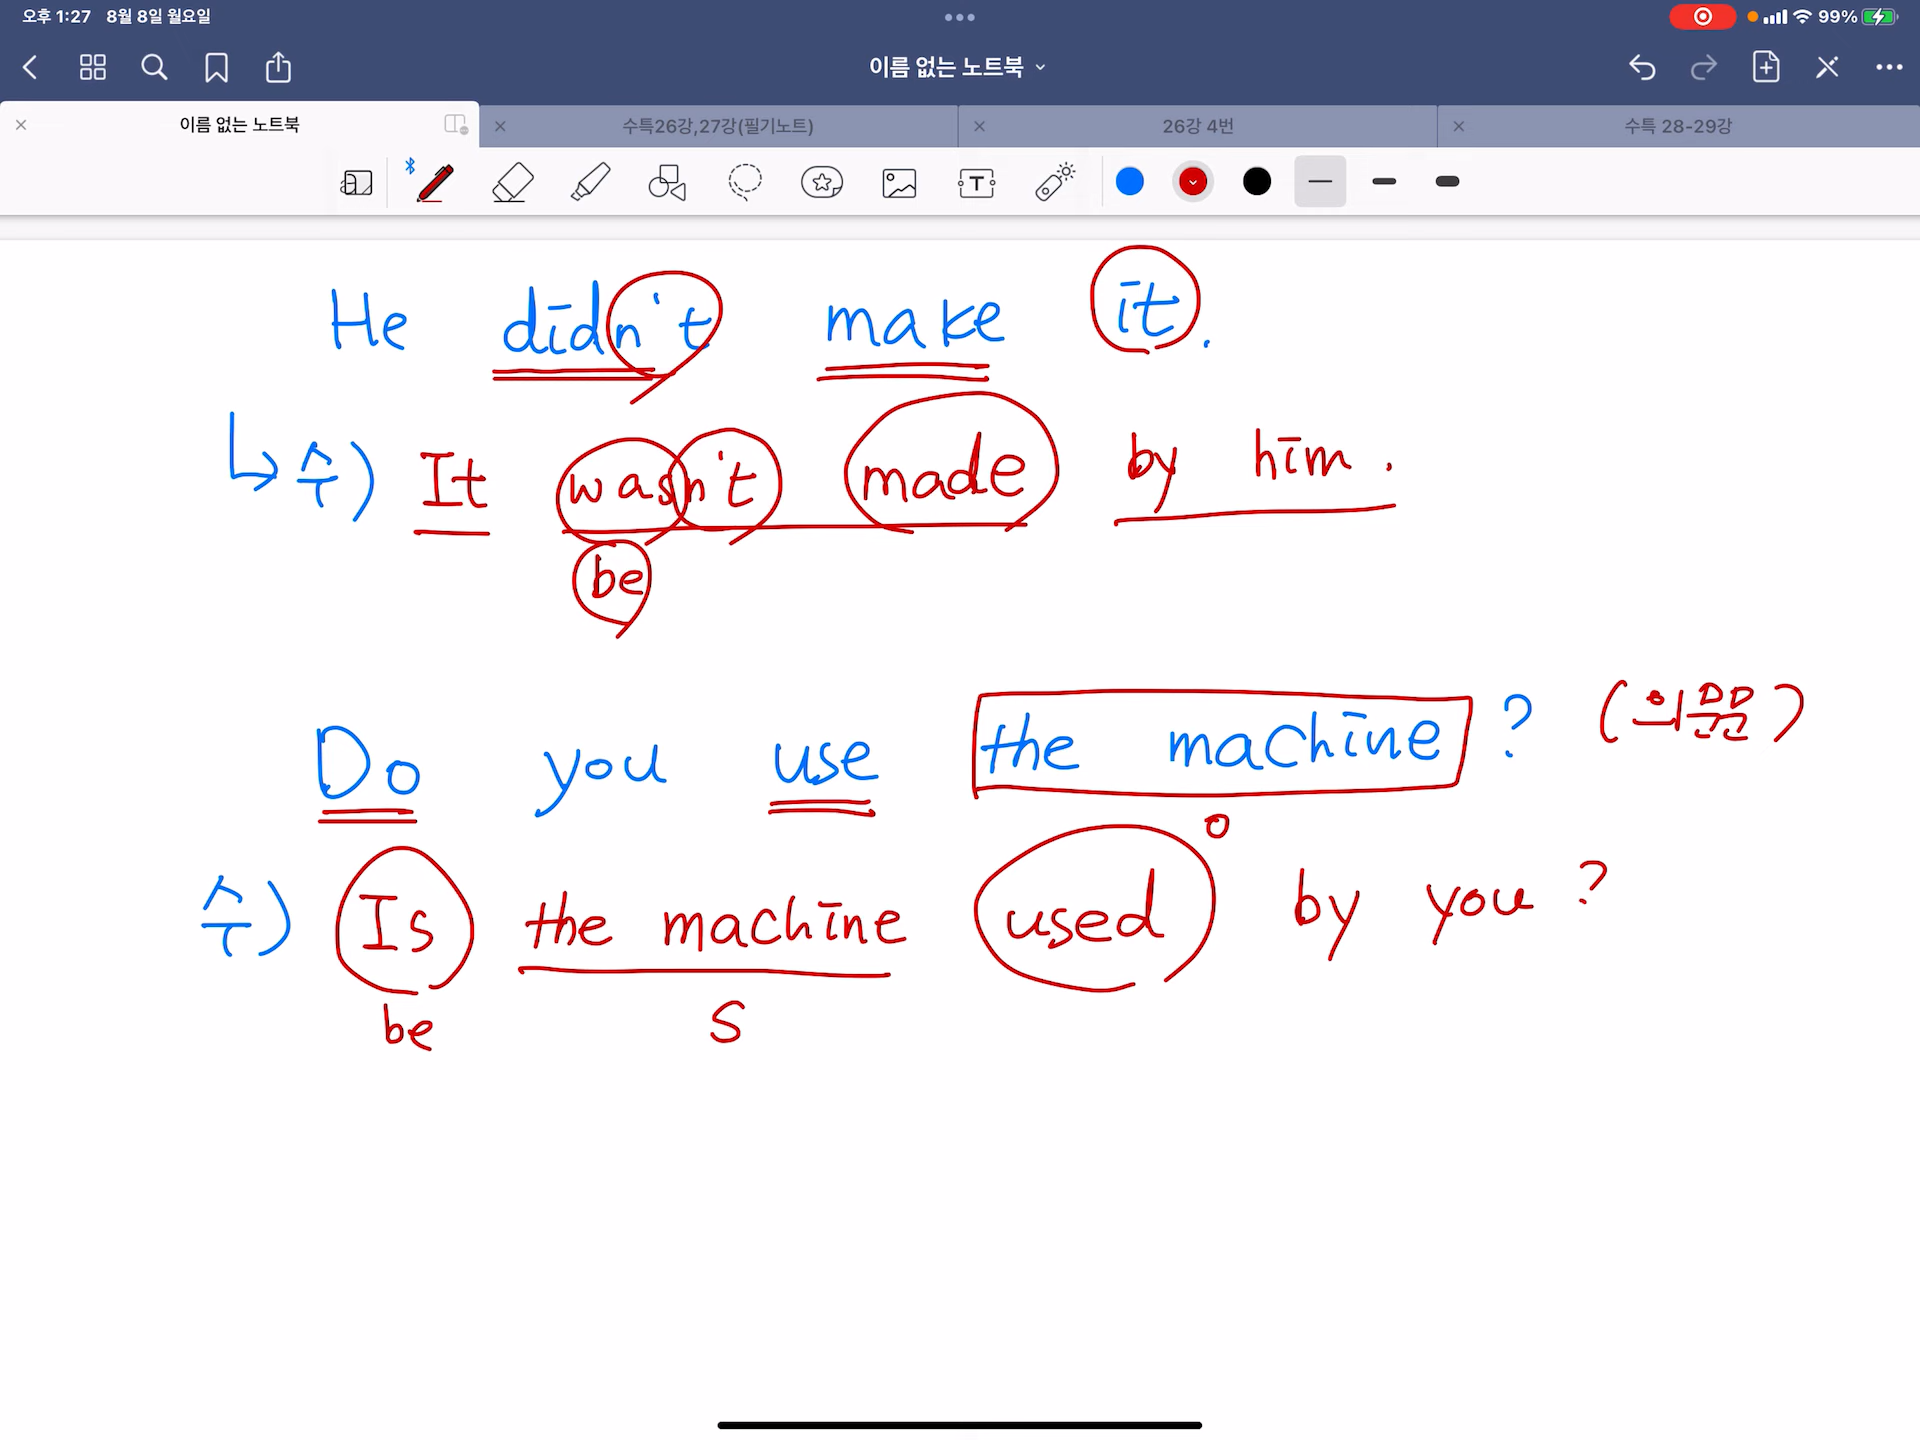 오후 1:27 8월 8일 월요일
99%
이름 없는 노트북
이름 없는 노트북
수특26강,27강(필기노트)
26강 4번
수특 28-29강
He didn't make it.
수) It wasn't made by him.
be
Do you use the machine? (의문문)
o
수) Is the machine used by you?
be S